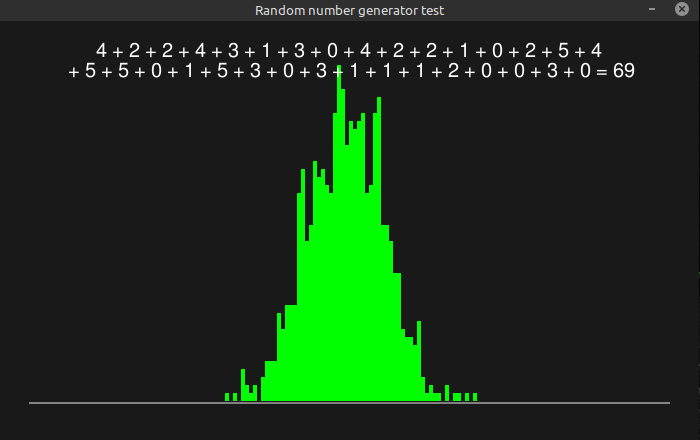 Random number generator test
4 + 2 + 2 + 4 + 3 + 1 + 3 + 0 + 4 + 2 + 2 + 1 + 0 + 2 + 5 + 4
+ 5 + 5 + 0 + 1 + 5 + 3 + 0 + 3 + 1 + 1 + 1 + 2 + 0 + 0 + 3 + 0 = 69